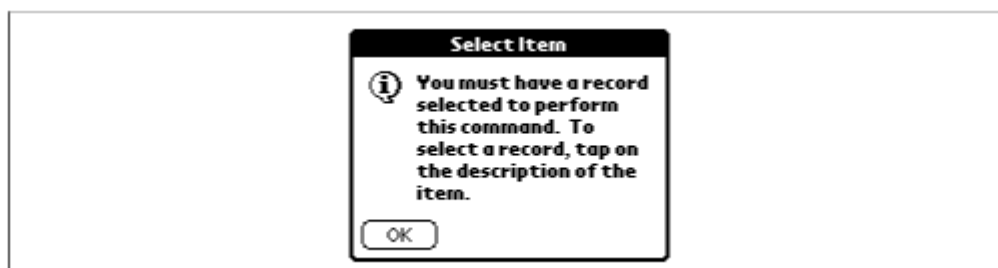 Select Item
You must have a record
selected to perform
this command. To
select a record, tap on
the description of the
item.
OK